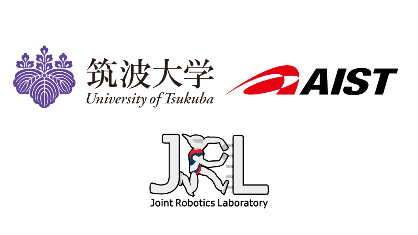 筑波大学
University of Tsukuba
AIST
JRL
Joint Robotics Laboratory